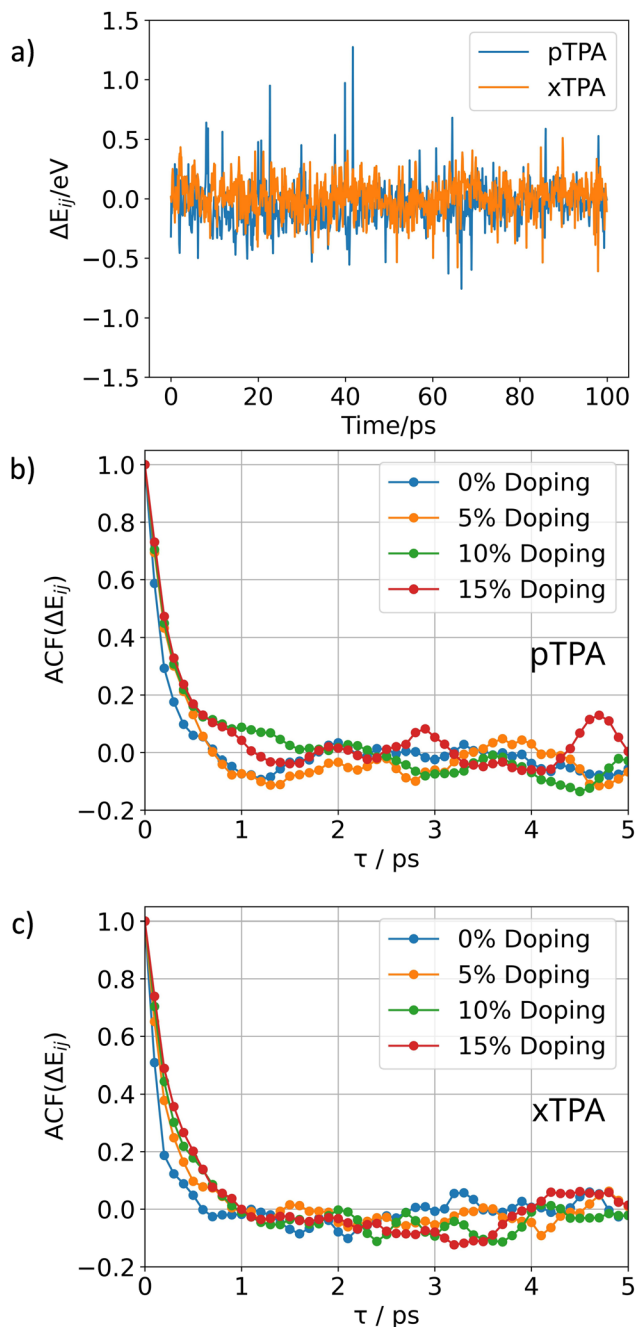 a)
1.5
1.0
0.5
0.0
−0.5
−1.0
−1.5
ΔE_ij/eV
pTPA
xTPA
0 20 40 60 80 100
Time/ps
b)
1.0
0.8
0.6
0.4
0.2
0.0
−0.2
ACF(ΔE_ij)
0% Doping
5% Doping
10% Doping
15% Doping
pTPA
0 1 2 3 4 5
τ / ps
c)
1.0
0.8
0.6
0.4
0.2
0.0
−0.2
ACF(ΔE_ij)
0% Doping
5% Doping
10% Doping
15% Doping
xTPA
0 1 2 3 4 5
τ / ps